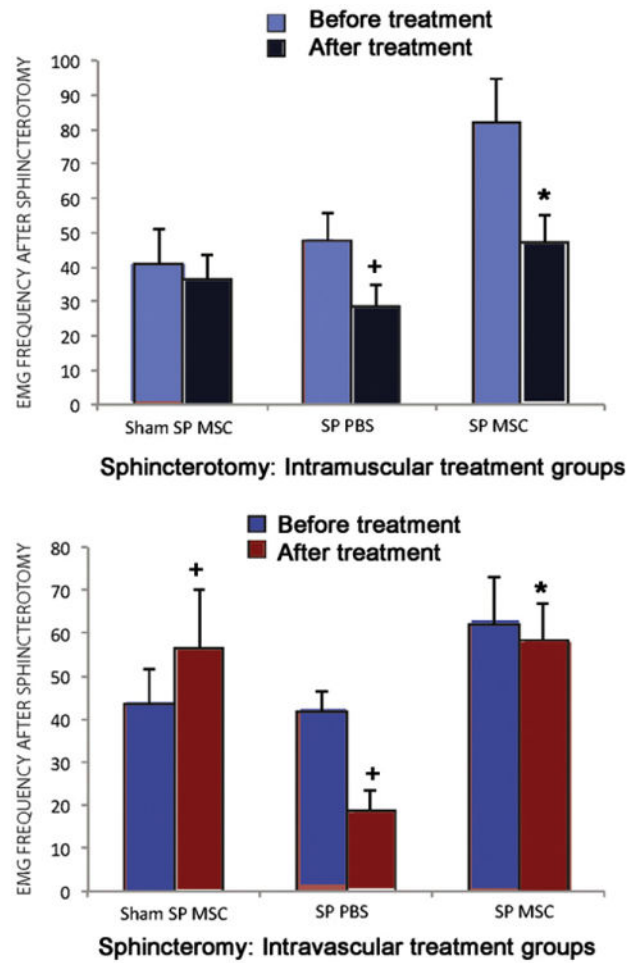 Before treatment
After treatment
EMG FREQUENCY AFTER SPHINCTEROTOMY
100
90
80
70
60
50
40
30
20
10
0
+
*
Sham SP MSC SP PBS SP MSC
Sphincterotomy: Intramuscular treatment groups
Before treatment
After treatment
EMG FREQUENCY AFTER SPHINCTEROTOMY
80
70
60
50
40
30
20
10
0
+
+
*
Sham SP MSC SP PBS SP MSC
Sphincteromy: Intravascular treatment groups